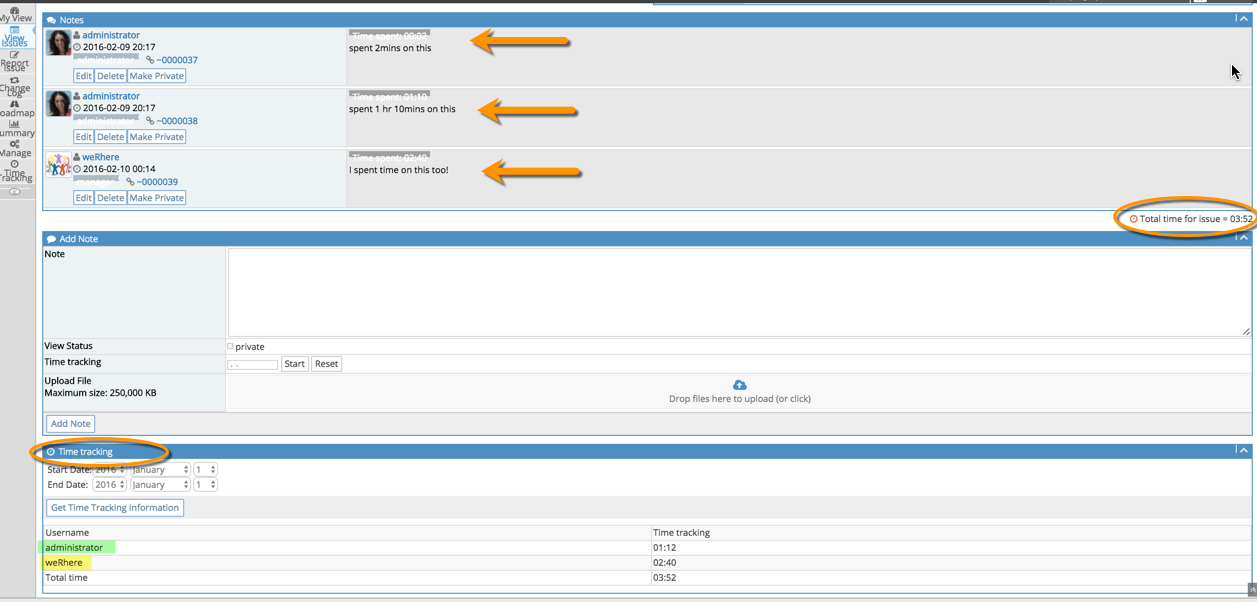 My View
View Issues
Report Issue
Change Log
oadmap
ummary
Manage
Time racking
Notes
administrator
2016-02-09 20:17
administrator ~0000037
Edit Delete Make Private
Time spent: 00:02
spent 2mins on this
administrator
2016-02-09 20:17
administrator ~0000038
Edit Delete Make Private
Time spent: 01:10
spent 1 hr 10mins on this
weRhere
2016-02-10 00:14
manager ~0000039
Edit Delete Make Private
Time spent: 02:40
I spent time on this too!
Total time for issue = 03:52
Add Note
Note
View Status
private
Time tracking
Start Reset
Upload File
Maximum size: 250,000 KB
Drop files here to upload (or click)
Add Note
Time tracking
Start Date: 2016 January 1
End Date: 2016 January 1
Get Time Tracking Information
Username Time tracking
administrator 01:12
weRhere 02:40
Total time 03:52